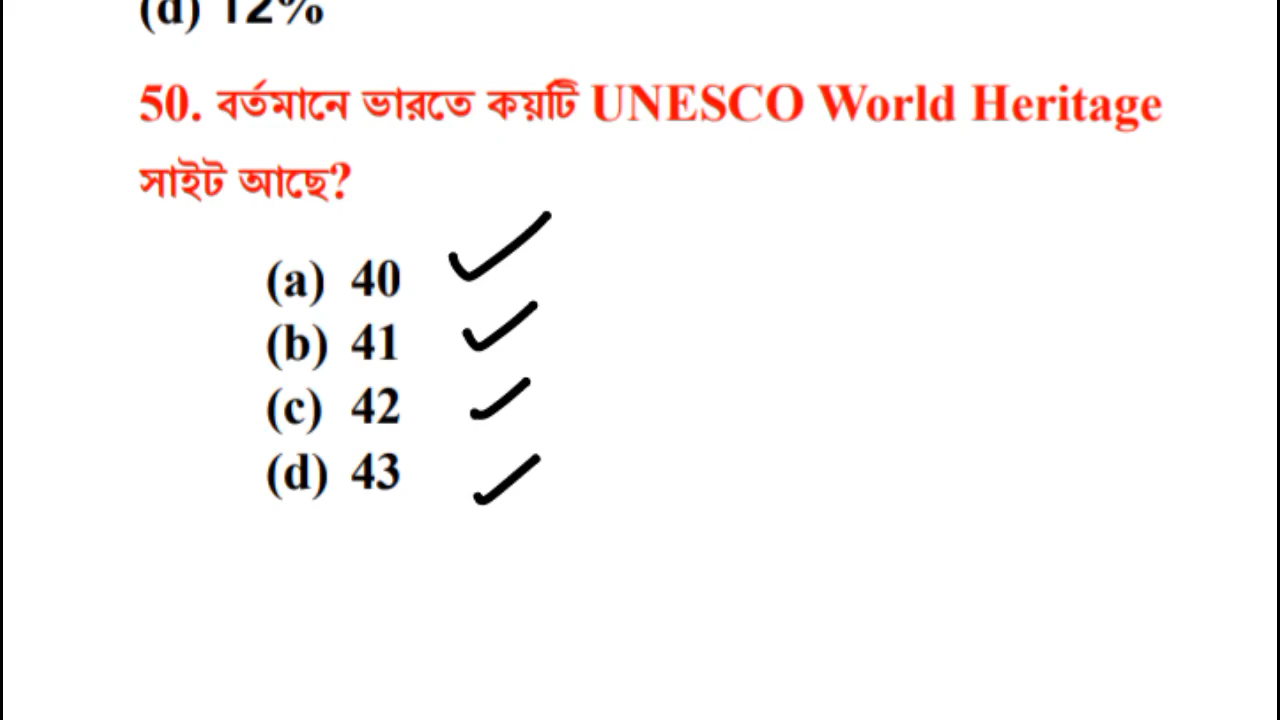 (d) 12%
50. বর্তমানে ভারতে কয়টি UNESCO World Heritage
সাইট আছে?
(a) 40
(b) 41
(c) 42
(d) 43